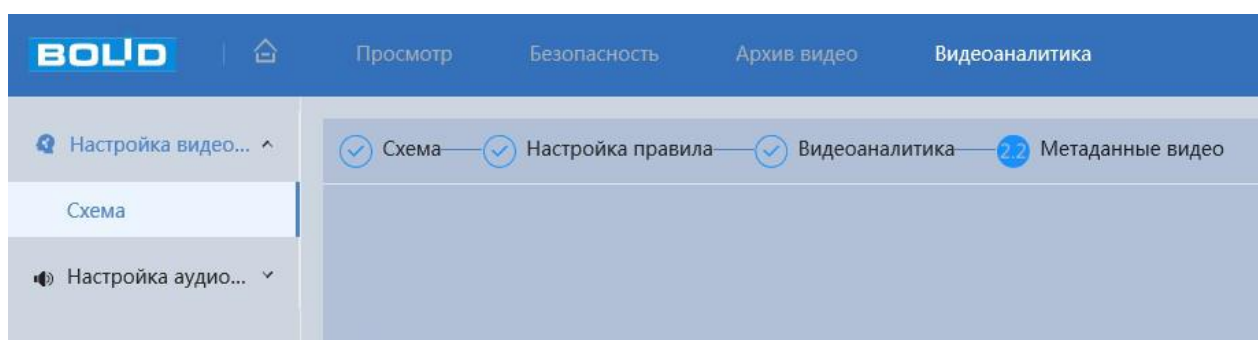 BOLID Просмотр Безопасность Архив видео Видеоаналитика
Настройка видео... Схема Настройка правила Видеоаналитика 2.2 Метаданные видео
Схема
Настройка аудио...